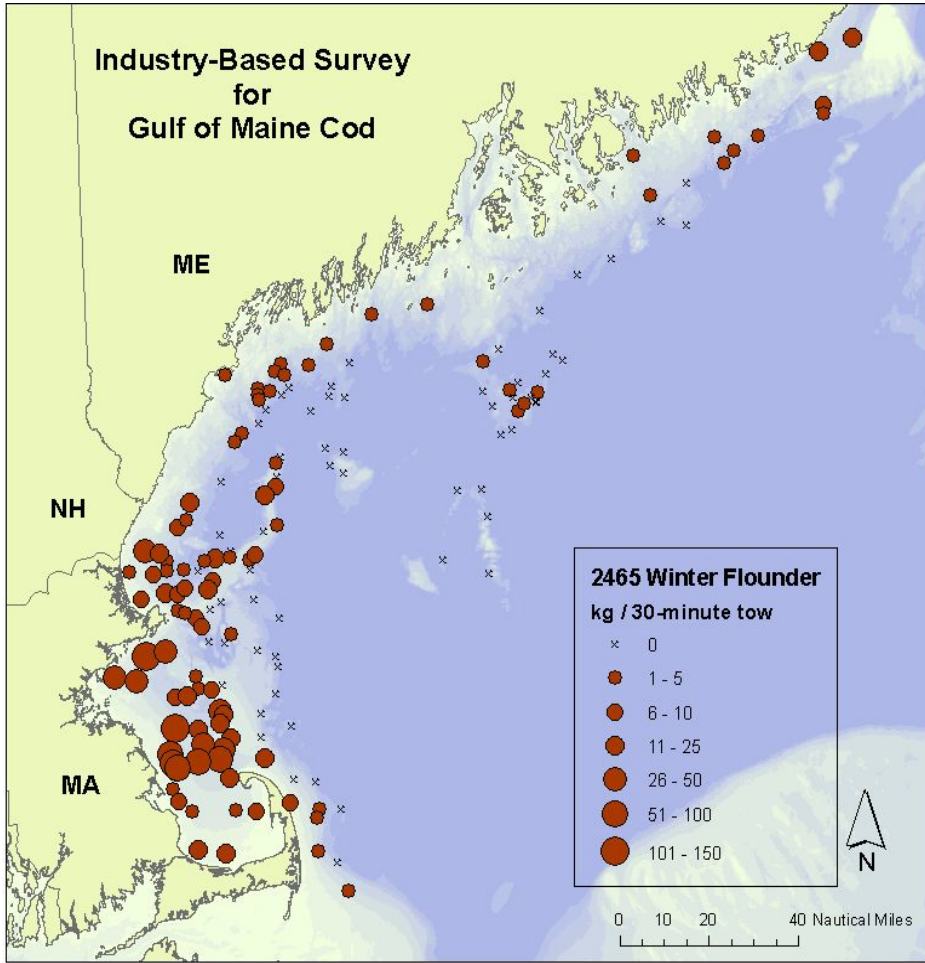 Industry-Based Survey
for
Gulf of Maine Cod
ME
NH
MA
2465 Winter Flounder
kg / 30-minute tow
0
1 - 5
6 - 10
11 - 25
26 - 50
51 - 100
101 - 150
N
0 10 20 40 Nautical Miles